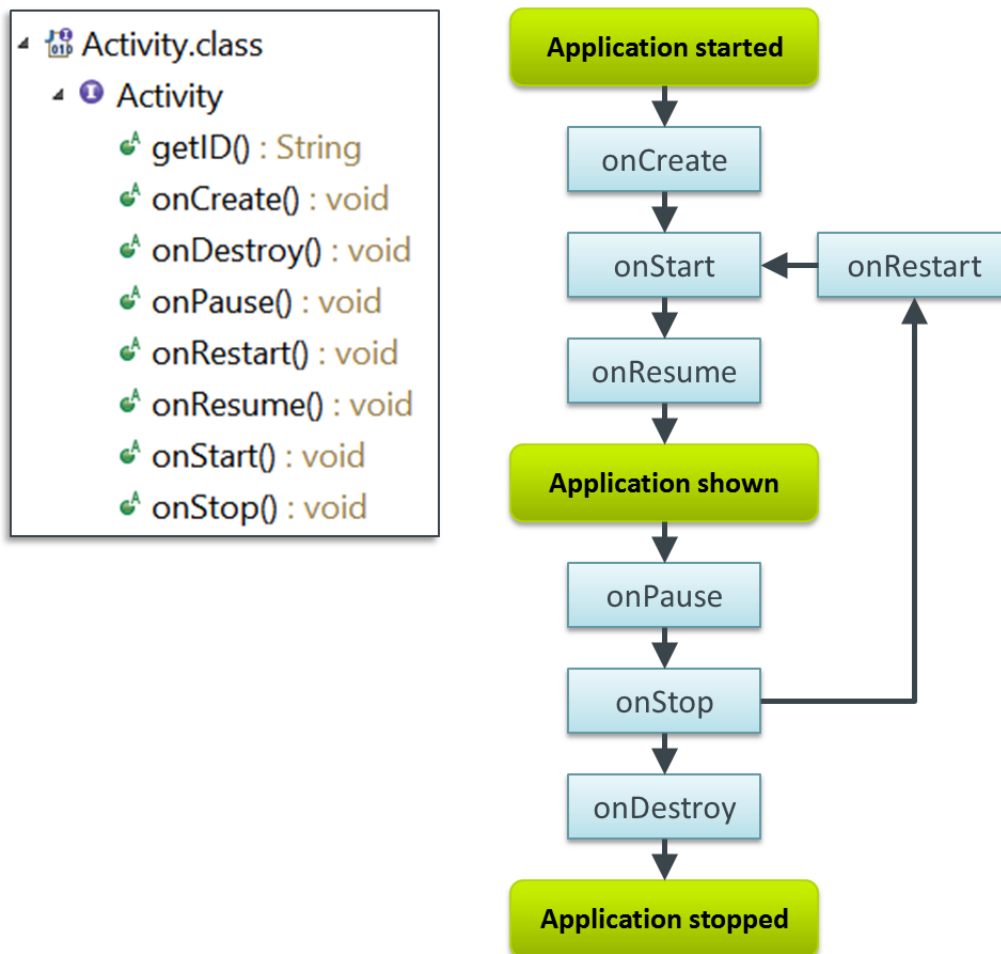 Activity.class
Activity
getID() : String
onCreate() : void
onDestroy() : void
onPause() : void
onRestart() : void
onResume() : void
onStart() : void
onStop() : void
Application started
onCreate
onStart
onRestart
onResume
Application shown
onPause
onStop
onDestroy
Application stopped